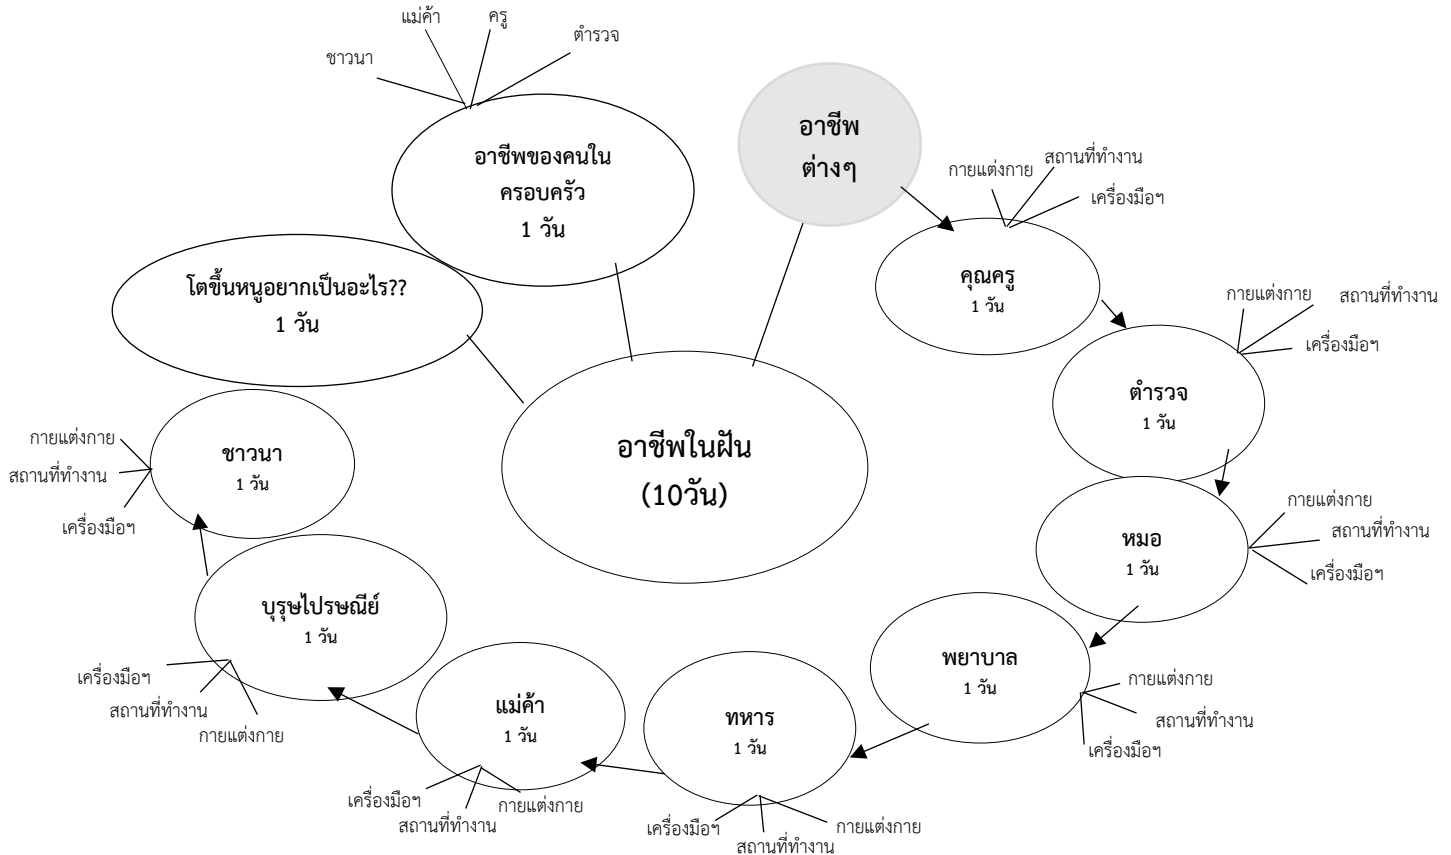 แม่ค้า
ครู
ตำรวจ
ชาวนา
อาชีพของคนใน
ครอบครัว
1 วัน
อาชีพ
ต่างๆ
กายแต่งกาย
สถานที่ทำงาน
เครื่องมือฯ
คุณครู
1 วัน
โตขึ้นหนูอยากเป็นอะไร??
1 วัน
กายแต่งกาย
สถานที่ทำงาน
เครื่องมือฯ
ตำรวจ
1 วัน
อาชีพในฝัน
(10วัน)
กายแต่งกาย
สถานที่ทำงาน
เครื่องมือฯ
ชาวนา
1 วัน
กายแต่งกาย
สถานที่ทำงาน
เครื่องมือฯ
หมอ
1 วัน
บุรุษไปรษณีย์
1 วัน
เครื่องมือฯ
สถานที่ทำงาน
กายแต่งกาย
พยาบาล
1 วัน
กายแต่งกาย
สถานที่ทำงาน
เครื่องมือฯ
แม่ค้า
1 วัน
เครื่องมือฯ
สถานที่ทำงาน
กายแต่งกาย
ทหาร
1 วัน
เครื่องมือฯ
สถานที่ทำงาน
กายแต่งกาย